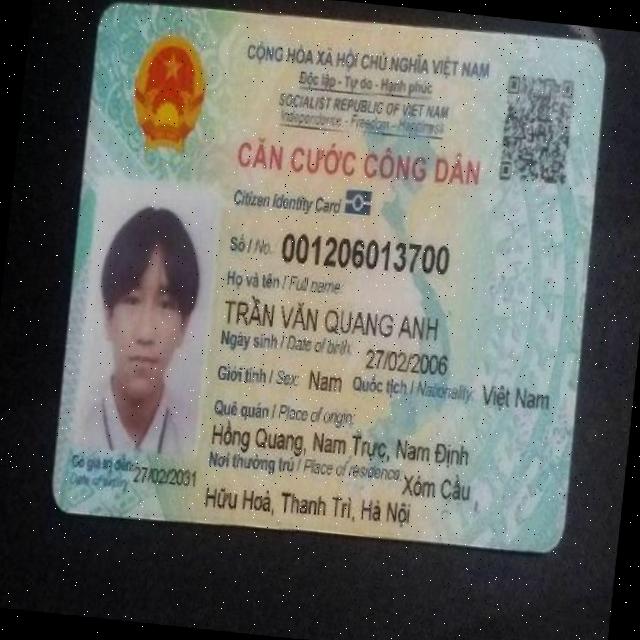 CỘNG HÒA XÃ HỘI CHỦ NGHĨA VIỆT NAM
Độc lập - Tự do - Hạnh phúc
SOCIALIST REPUBLIC OF VIET NAM
Independence - Freedom - Happiness
CĂN CƯỚC CÔNG DÂN
Citizen Identity Card
Số / No. 001206013700
Họ và tên / Full name
TRẦN VĂN QUANG ANH
Ngày sinh / Date of birth: 27/02/2006
Giới tính / Sex: Nam Quốc tịch / Nationality: Việt Nam
Quê quán / Place of origin:
Hồng Quang, Nam Trực, Nam Định
Nơi thường trú / Place of residence: Xóm Cầu
Hữu Hoà, Thanh Trì, Hà Nội
Có giá trị đến: 27/02/2031
Date of expiry